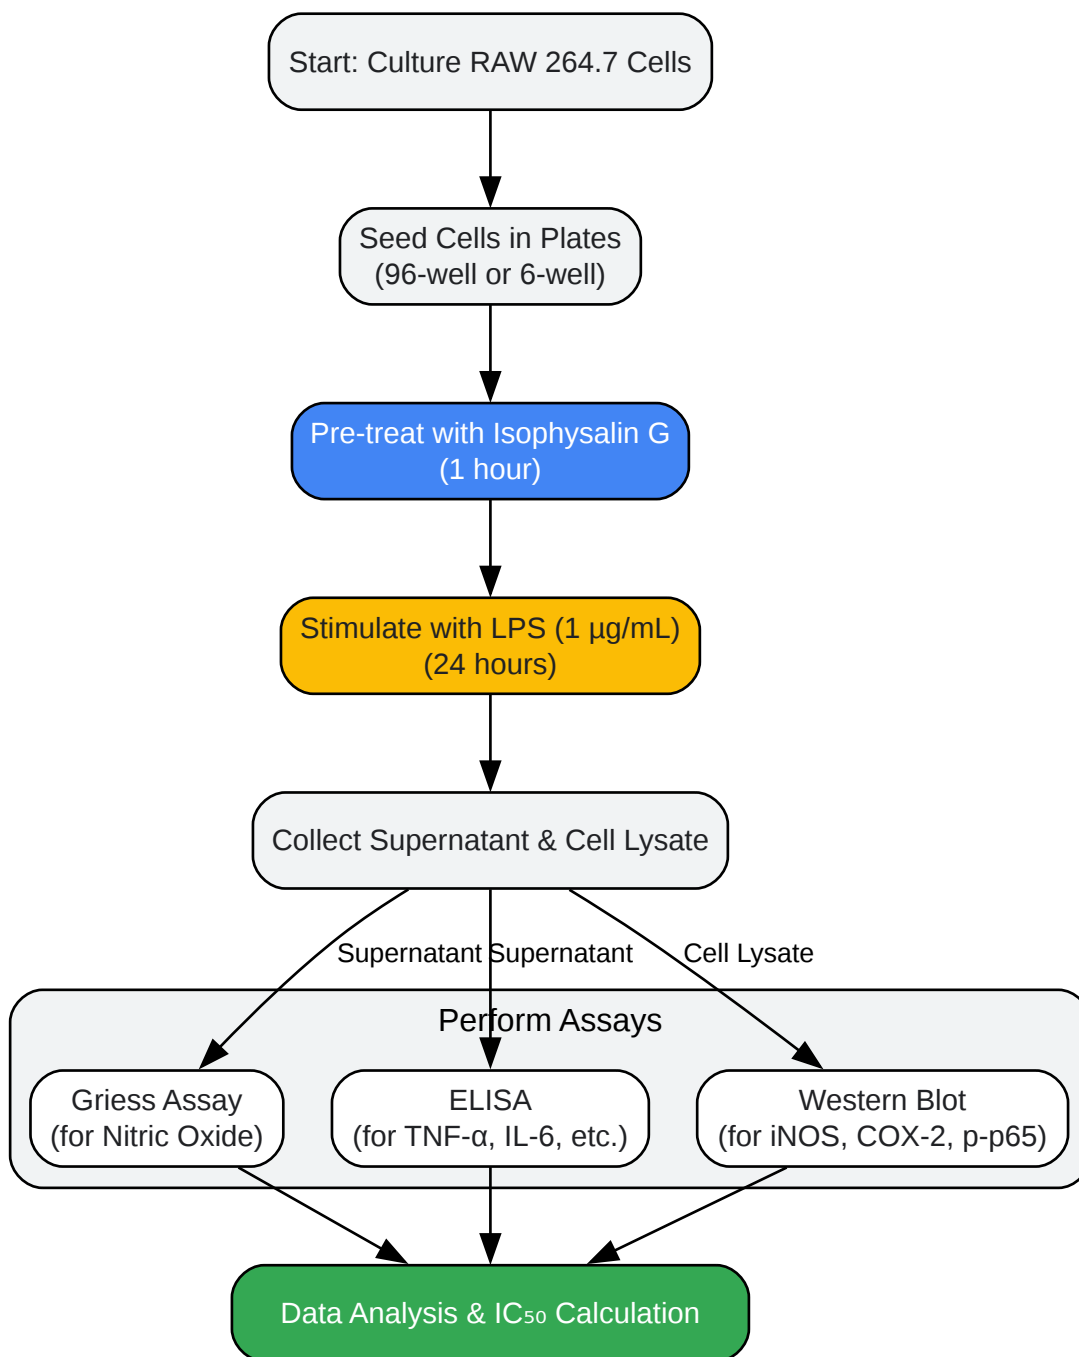 Start: Culture RAW 264.7 Cells
Seed Cells in Plates
(96-well or 6-well)
Pre-treat with Isophysalin G
(1 hour)
Stimulate with LPS (1 µg/mL)
(24 hours)
Collect Supernatant & Cell Lysate
Supernatant
Supernatant
Cell Lysate
Perform Assays
Griess Assay
(for Nitric Oxide)
ELISA
(for TNF-α, IL-6, etc.)
Western Blot
(for iNOS, COX-2, p-p65)
Data Analysis & IC₅₀ Calculation